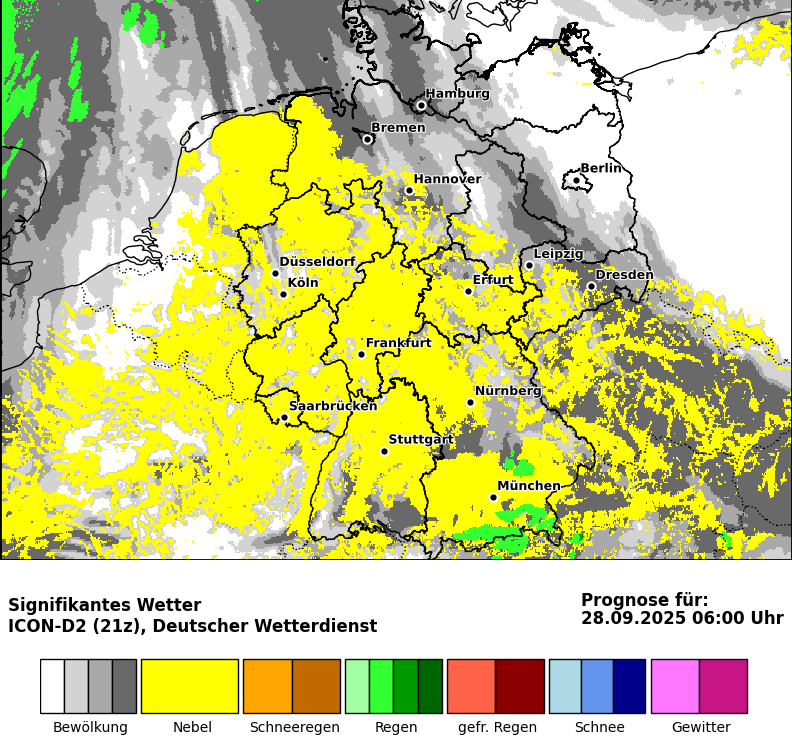 Hamburg
Bremen
Berlin
Hannover
Leipzig
Düsseldorf
Dresden
Köln
Erfurt
Frankfurt
Nürnberg
Saarbrücken
Stuttgart
München
Signifikantes Wetter
ICON-D2 (21z), Deutscher Wetterdienst
Prognose für:
28.09.2025 06:00 Uhr
Bewölkung Nebel Schneeregen Regen gefr. Regen Schnee Gewitter